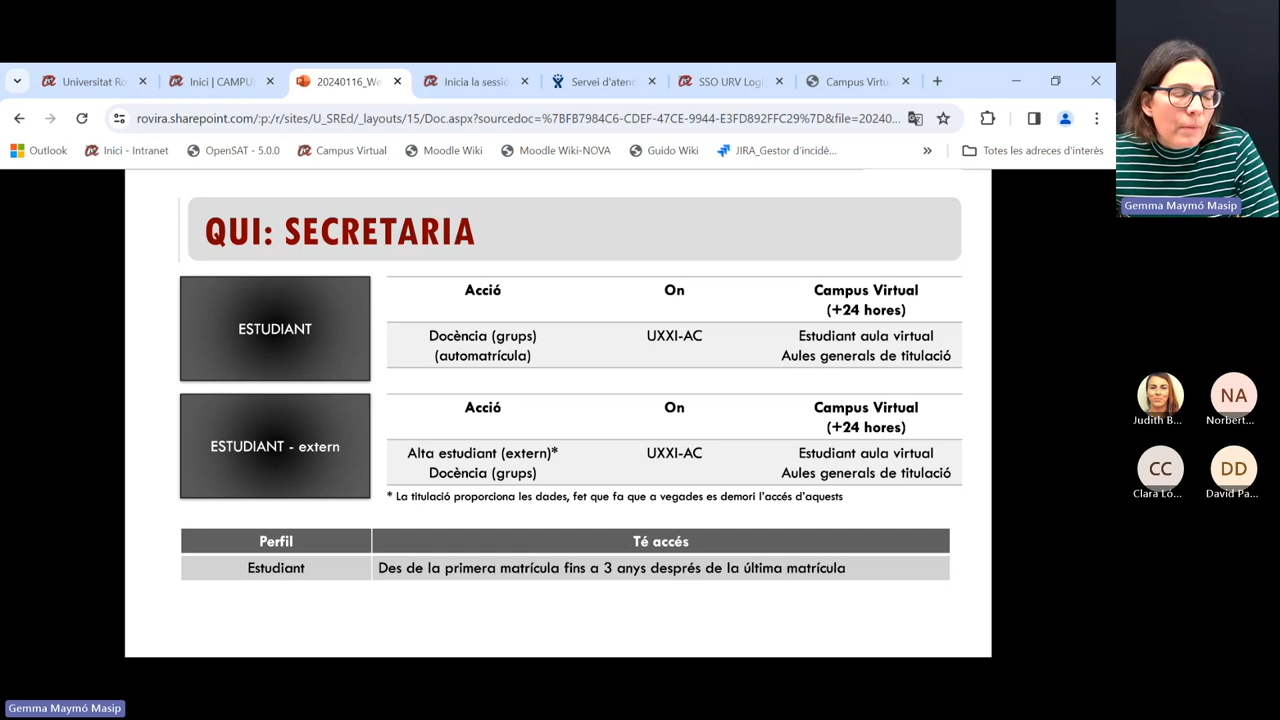 Universitat Ro
Inici | CAMPUS
20240116_We
Inicia la sessió
Servei d'atenc
SSO URV Logi
Campus Virtu
rovira.sharepoint.com/:p:/r/sites/U_SREd/_layouts/15/Doc.aspx?sourcedoc=%7BFB7984C6-CDEF-47CE-9944-E3FD892FFC29%7D&file=20240...
Outlook
Inici - Intranet
OpenSAT - 5.0.0
Campus Virtual
Moodle Wiki
Moodle Wiki-NOVA
Guido Wiki
JIRA_Gestor d'incidè...
Totes les adreces d'interès
Gemma Maymó Masip
QUI: SECRETARIA
ESTUDIANT
Acció On Campus Virtual
(+24 hores)
Docència (grups) UXXI-AC Estudiant aula virtual
(automatrícula) Aules generals de titulació
ESTUDIANT - extern
Acció On Campus Virtual
(+24 hores)
Alta estudiant (extern)* UXXI-AC Estudiant aula virtual
Docència (grups) Aules generals de titulació
* La titulació proporciona les dades, fet que fa que a vegades es demori l'accés d'aquests
Perfil Té accés
Estudiant Des de la primera matrícula fins a 3 anys després de la última matrícula
NA
Judith B... Norbert...
CC DD
Clara Ló... David Pa...
Gemma Maymó Masip